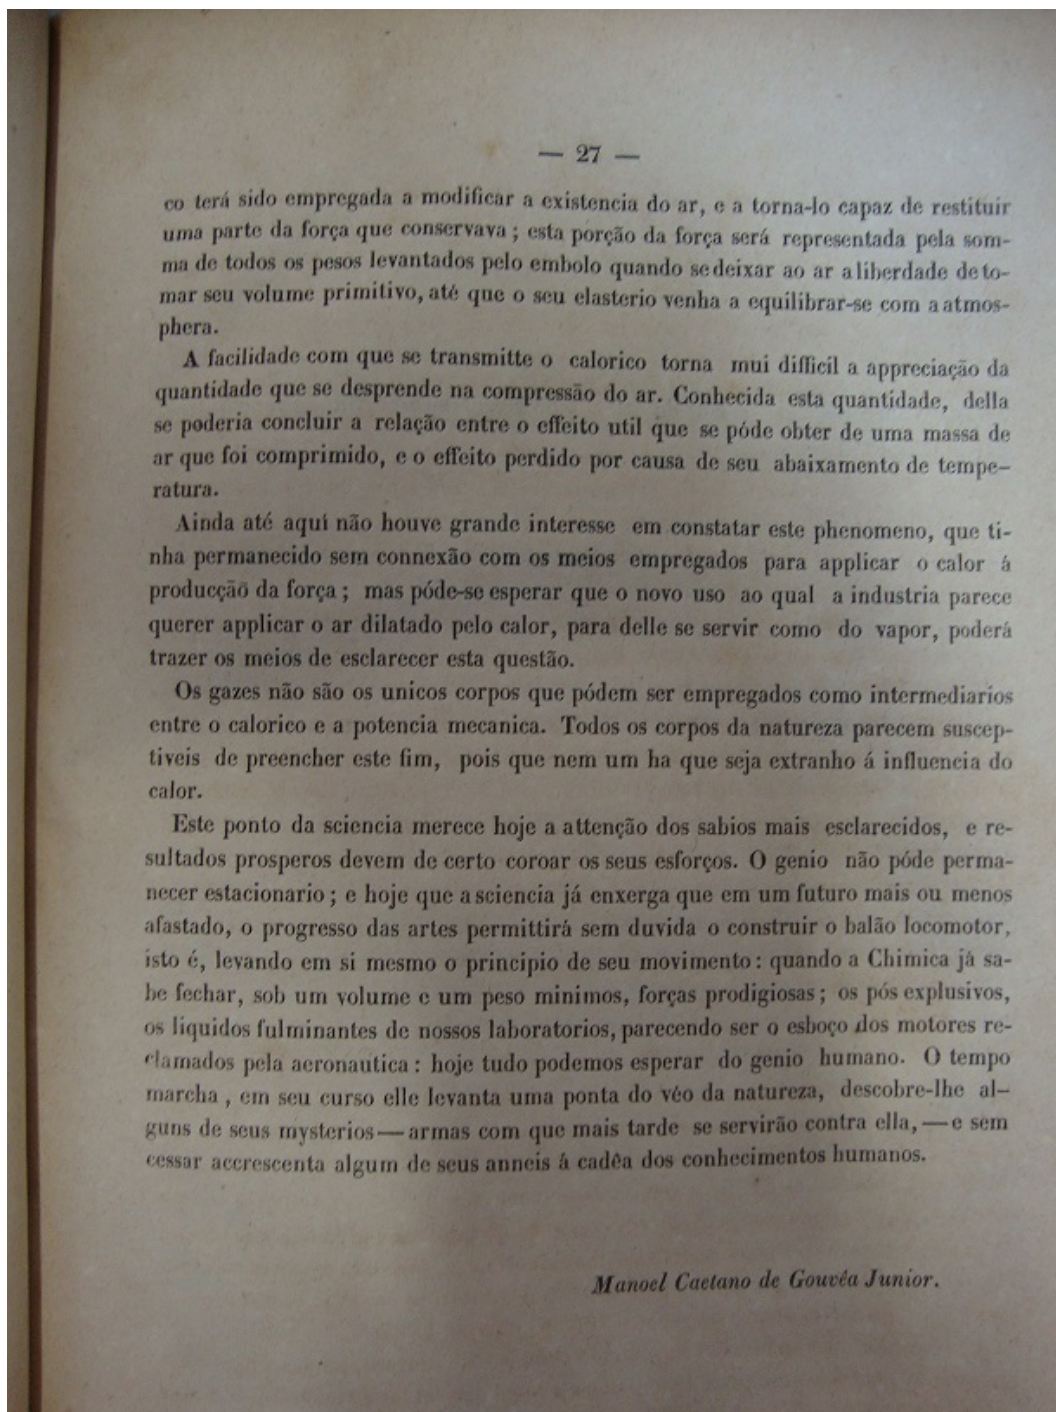 — 27 —
co terá sido empregada a modificar a existencia do ar, e a torna-lo capaz de restituir
uma parte da força que conservava ; esta porção da força será representada pela som-
ma de todos os pesos levantados pelo embolo quando se deixar ao ar a liberdade de to-
mar seu volume primitivo, até que o seu elasterio venha a equilibrar-se com a atmos-
phera.
A facilidade com que se transmitte o calorico torna mui difficil a appreciação da
quantidade que se desprende na compressão do ar. Conhecida esta quantidade, della
se poderia concluir a relação entre o effeito util que se póde obter de uma massa de
ar que foi comprimido, e o effeito perdido por causa de seu abaixamento de tempe-
ratura.
Ainda até aqui não houve grande interesse em constatar este phenomeno, que ti-
nha permanecido sem connexão com os meios empregados para applicar o calor á
producção da força ; mas póde-se esperar que o novo uso ao qual a industria parece
querer applicar o ar dilatado pelo calor, para delle se servir como do vapor, poderá
trazer os meios de esclarecer esta questão.
Os gazes não são os unicos corpos que pódem ser empregados como intermediarios
entre o calorico e a potencia mecanica. Todos os corpos da natureza parecem suscep-
tiveis de preencher este fim, pois que nem um ha que seja extranho á influencia do
calor.
Este ponto da sciencia merece hoje a attenção dos sabios mais esclarecidos, e re-
sultados prosperos devem de certo coroar os seus esforços. O genio não póde perma-
necer estacionario ; e hoje que a sciencia já enxerga que em um futuro mais ou menos
afastado, o progresso das artes permittirá sem duvida o construir o balão locomotor,
isto é, levando em si mesmo o principio de seu movimento : quando a Chimica já sa-
be fechar, sob um volume e um peso minimos, forças prodigiosas ; os pós explusivos,
os liquidos fulminantes de nossos laboratorios, parecendo ser o esboço dos motores re-
clamados pela aeronautica : hoje tudo podemos esperar do genio humano. O tempo
marcha , em seu curso elle levanta uma ponta do véo da natureza, descobre-lhe al-
guns de seus mysterios — armas com que mais tarde se servirão contra ella, — e sem
cessar accrescenta algum de seus anneis á cadêa dos conhecimentos humanos.
Manoel Caetano de Gouvêa Junior.